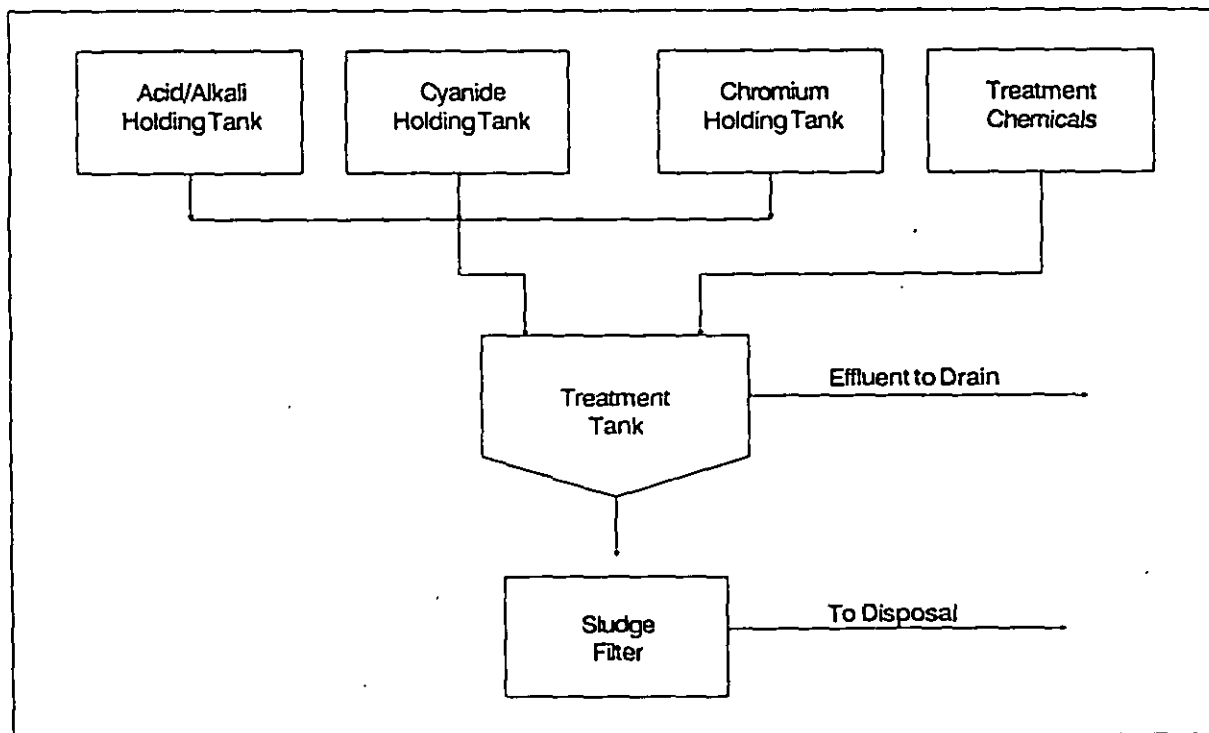 Acid/Alkali
Holding Tank
Cyanide
Holding Tank
Chromium
Holding Tank
Treatment
Chemicals
Effluent to Drain
Treatment
Tank
To Disposal
Sludge
Filter